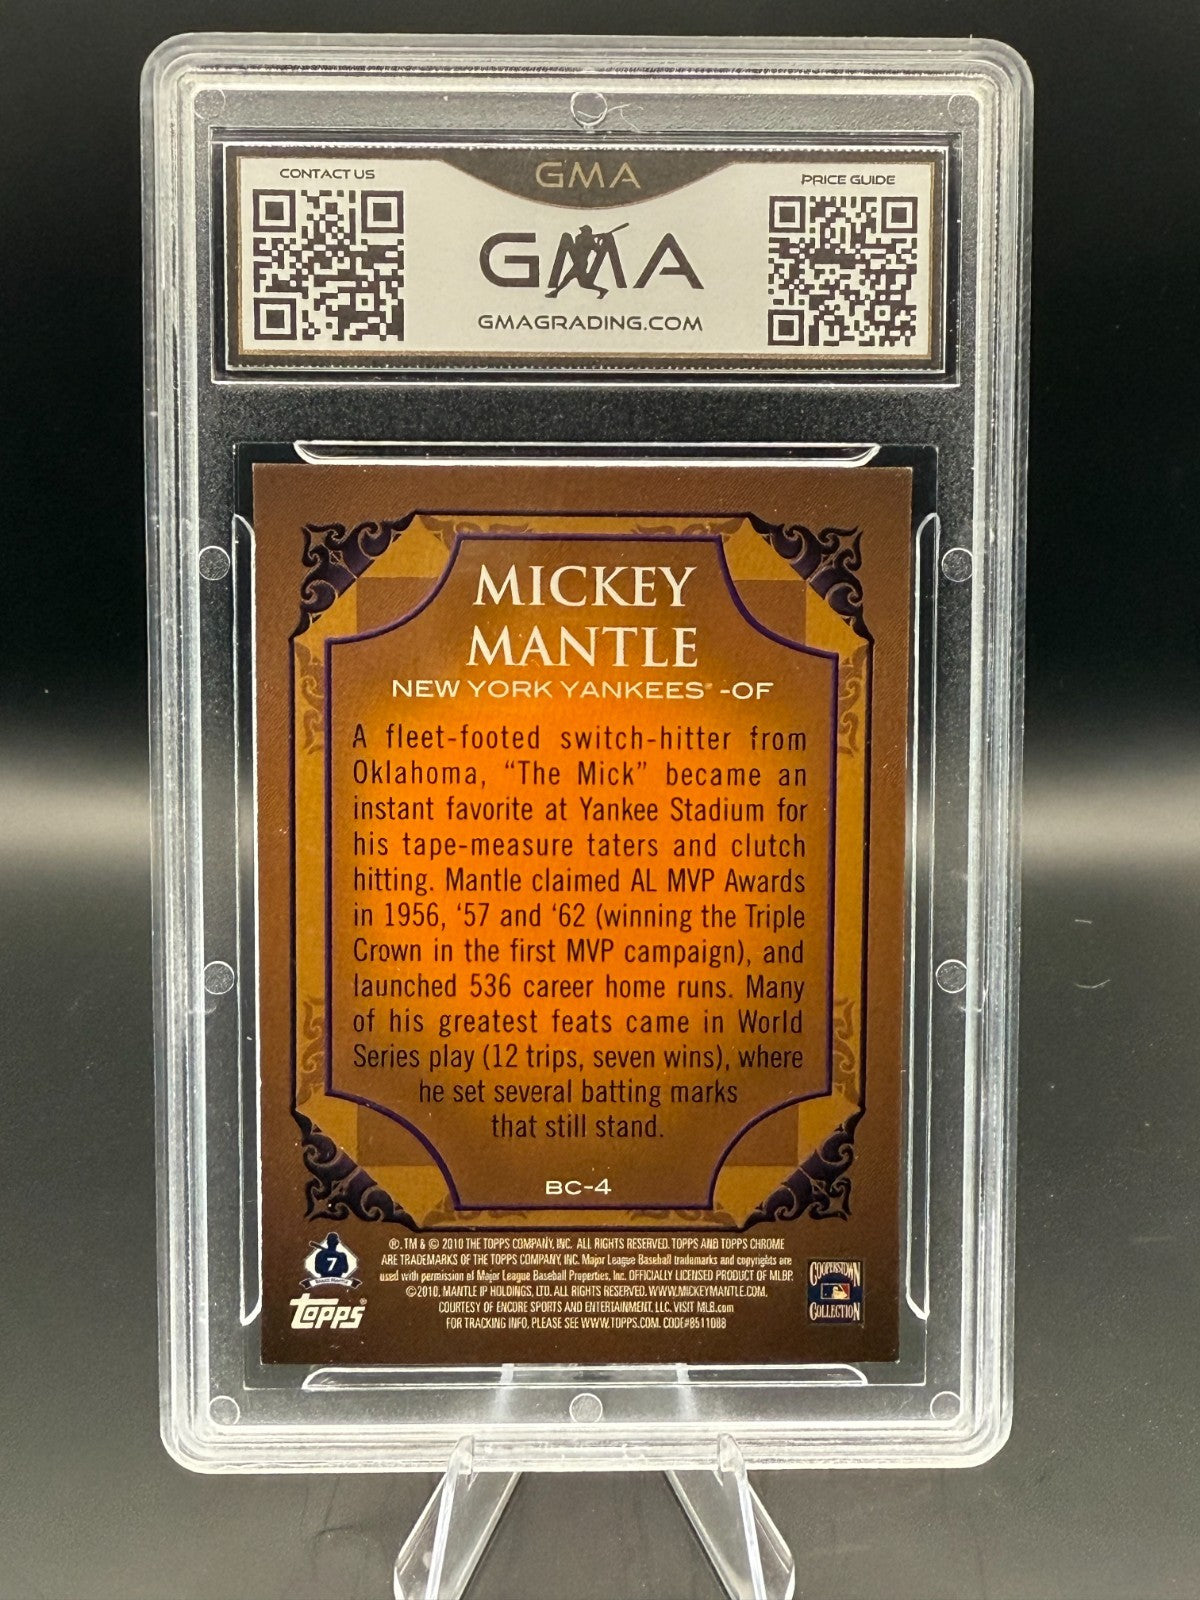 CONTACT US
GMA
PRICE GUIDE
GMA
GMAGRADING.COM
MICKEY
MANTLE
NEW YORK YANKEES® -OF
A fleet-footed switch-hitter from
Oklahoma, “The Mick” became an
instant favorite at Yankee Stadium for
his tape-measure taters and clutch
hitting. Mantle claimed AL MVP Awards
in 1956, ‘57 and ‘62 (winning the Triple
Crown in the first MVP campaign), and
launched 536 career home runs. Many
of his greatest feats came in World
Series play (12 trips, seven wins), where
he set several batting marks
that still stand.
BC-4
®, TM & © 2010 THE TOPPS COMPANY, INC. ALL RIGHTS RESERVED. TOPPS AND TOPPS CHROME
ARE TRADEMARKS OF THE TOPPS COMPANY, INC. Major League Baseball trademarks and copyrights are
used with permission of Major League Baseball Properties, Inc. OFFICIALLY LICENSED PRODUCT OF MLBP.
©2010, MANTLE IP HOLDINGS, LTD. ALL RIGHTS RESERVED. WWW.MICKEYMANTLE.COM.
COURTESY OF ENCORE SPORTS AND ENTERTAINMENT, LLC. VISIT MLB.com
FOR TRACKING INFO, PLEASE SEE WWW.TOPPS.COM. CODE#8511088
7
MICKEY MANTLE
TOPPS®
COOPERSTOWN
COLLECTION